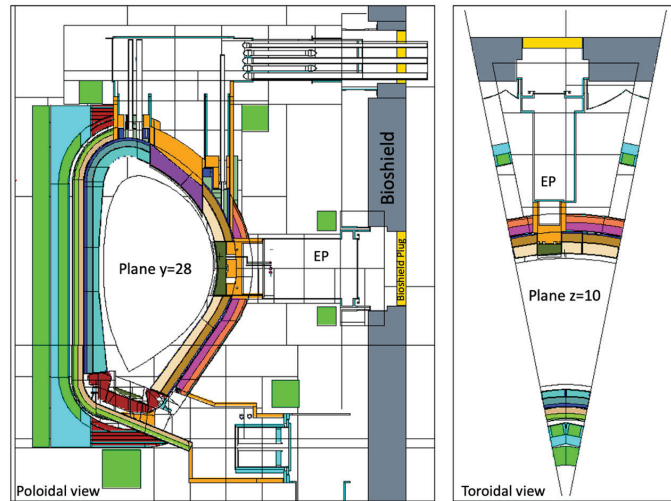 Bioshield
EP
Plane y=28
Bioshield Plug
Poloidal view
EP
Plane z=10
Toroidal view